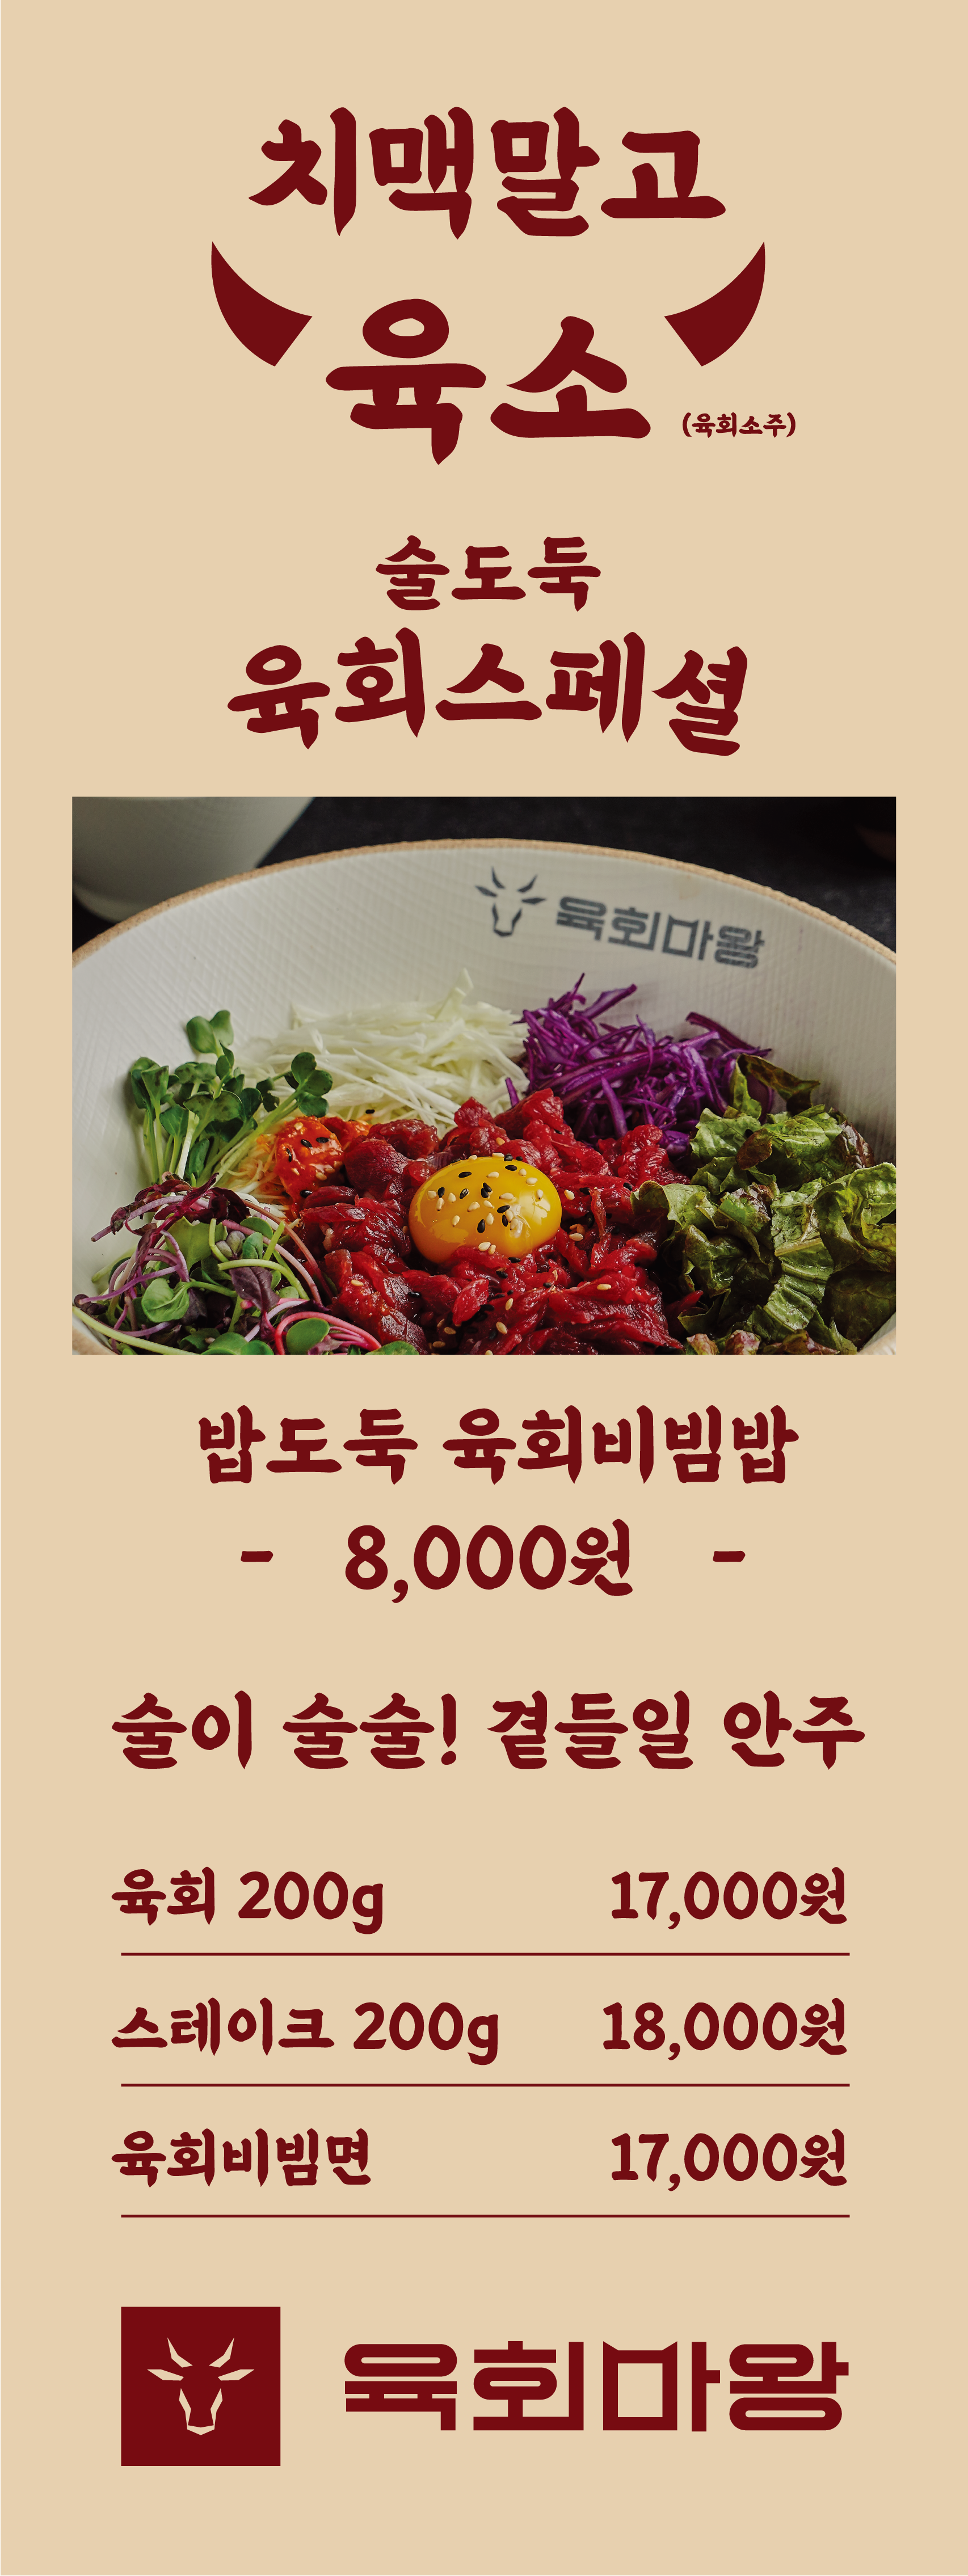 치맥말고
육소
(육회소주)
술도둑
육회스페셜
육회마왕
밥도둑 육회비빔밥
- 8,000원 -
술이 술술! 곁들일 안주
육회 200g 17,000원
스테이크 200g 18,000원
육회비빔면 17,000원
육회마왕